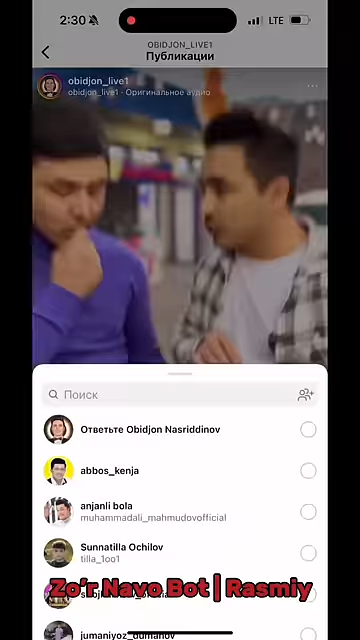 2:30
LTE
OBIDJON_LIVE1
Публикации
obidjon_live1
obidjon_live1 · Оригинальное аудио
Поиск
Ответьте Obidjon Nasriddinov
abbos_kenja
anjanli bola
muhammadali_mahmudovofficial
Sunnatilla Ochilov
tilla_1oo1
Zo'r Navo Bot | Rasmiy
jumaniyoz_qumanov